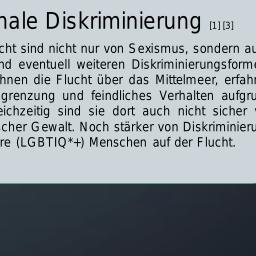 nale Diskriminierung [1] [3]
cht sind nicht nur von Sexismus, sondern au
nd eventuell weiteren Diskriminierungsforme
hnen die Flucht über das Mittelmeer, erfahr
grenzung und feindliches Verhalten aufgru
eichzeitig sind sie dort auch nicht sicher v
scher Gewalt. Noch stärker von Diskriminieru
re (LGBTIQ*+) Menschen auf der Flucht.